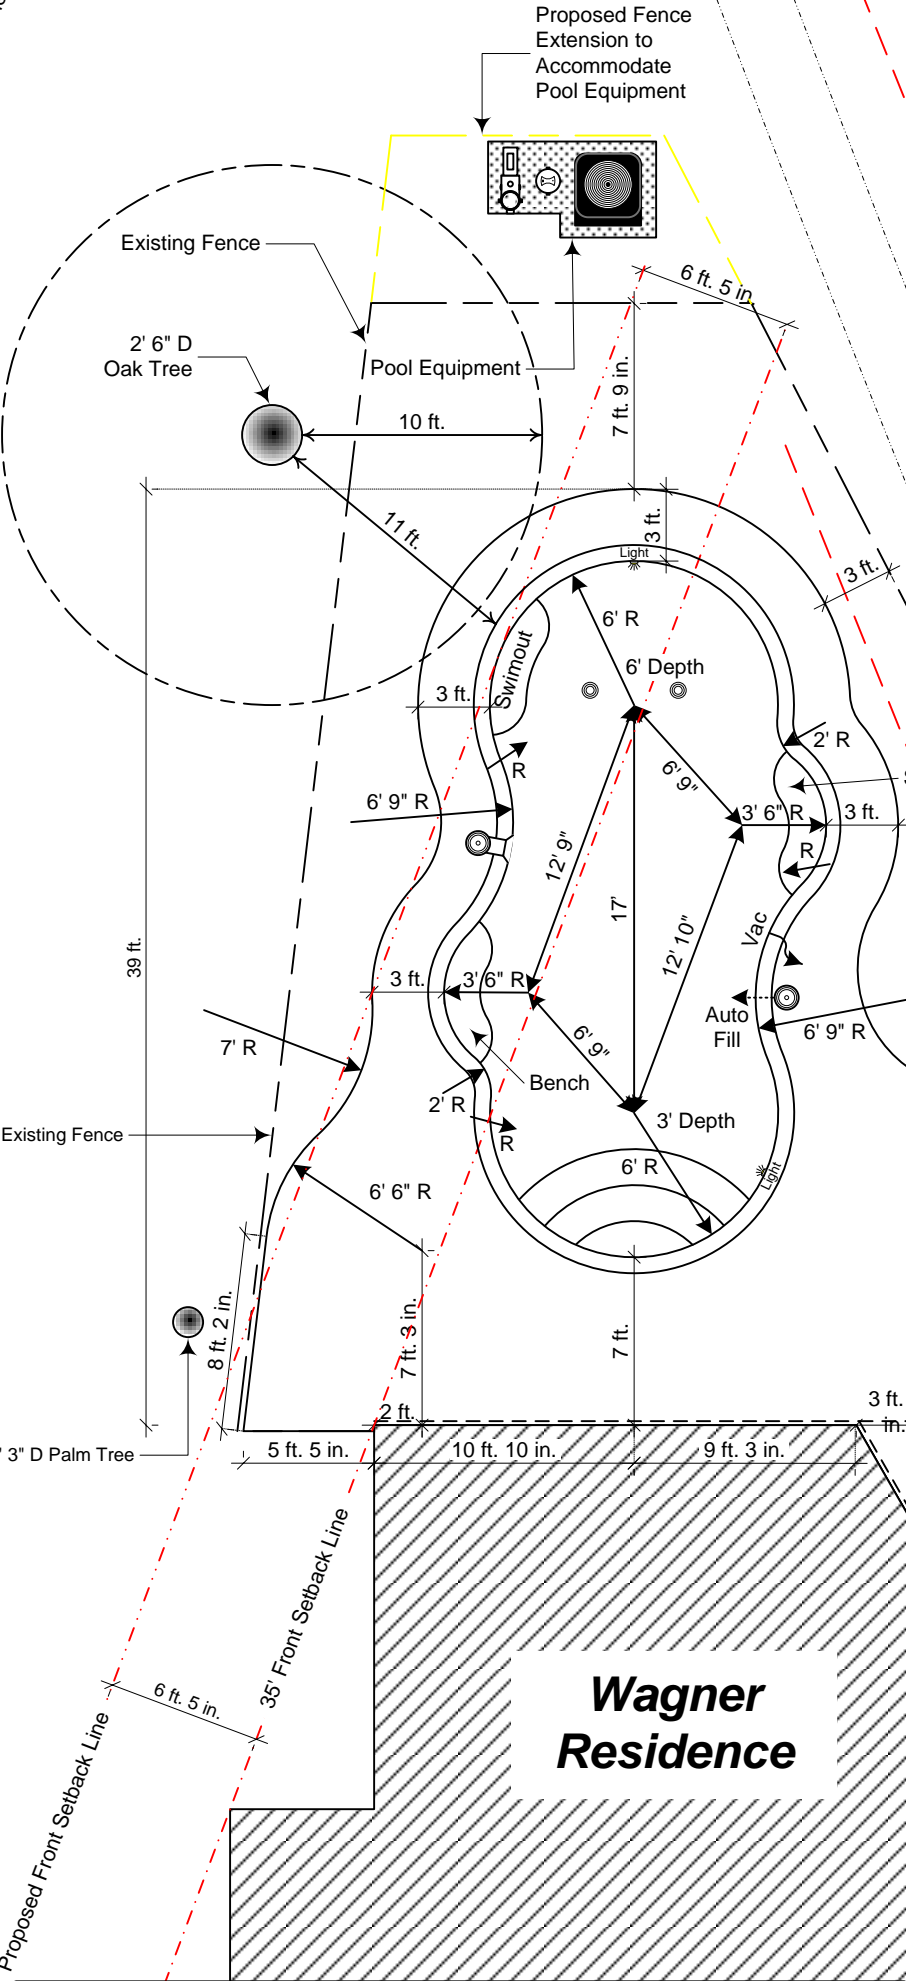 Proposed Fence
Extension to
Accommodate
Pool Equipment
Existing Fence
6 ft. 5 in.
2' 6" D
Oak Tree
Pool Equipment
7 ft. 9 in.
10 ft.
11 ft.
3 ft.
Light
3 ft.
6' R
Swimout
6' Depth
3 ft.
2' R
R
6' 9"
6' 9" R
3' 6" R
3 ft.
12' 9"
R
17'
Vac
12' 10"
39 ft.
3 ft.
3' 6" R
Auto
Fill
6' 9" R
7' R
6' 9"
Bench
2' R
3' Depth
Existing Fence
R
6' R
Light
6' 6" R
8 ft. 2 in.
7 ft. 3 in.
7 ft.
2 ft.
3 ft.
in.
' 3" D Palm Tree
5 ft. 5 in.
10 ft. 10 in.
9 ft. 3 in.
35' Front Setback Line
6 ft. 5 in.
Proposed Front Setback Line
Wagner
Residence